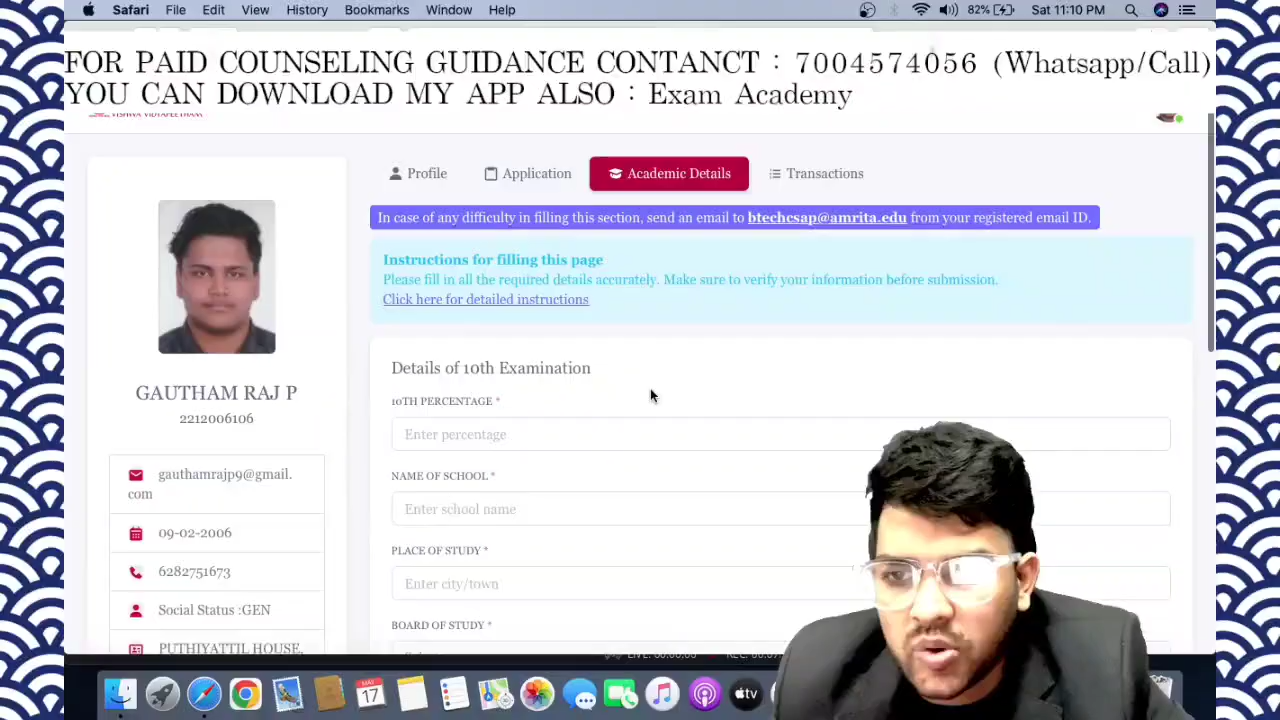 Safari File Edit View History Bookmarks Window Help 82% Sat 11:10 PM
FOR PAID COUNSELING GUIDANCE CONTANCT : 7004574056 (Whatsapp/Call)
YOU CAN DOWNLOAD MY APP ALSO : Exam Academy
VISHWA VIDYAPEETHAM
Profile Application Academic Details Transactions
In case of any difficulty in filling this section, send an email to btechcsap@amrita.edu from your registered email ID.
Instructions for filling this page
Please fill in all the required details accurately. Make sure to verify your information before submission.
Click here for detailed instructions
Details of 10th Examination
10TH PERCENTAGE *
Enter percentage
NAME OF SCHOOL *
Enter school name
PLACE OF STUDY *
Enter city/town
BOARD OF STUDY *
GAUTHAM RAJ P
2212006106
gauthamrajp9@gmail.
com
09-02-2006
6282751673
Social Status :GEN
PUTHIYATTIL HOUSE,
MAY
17
tv